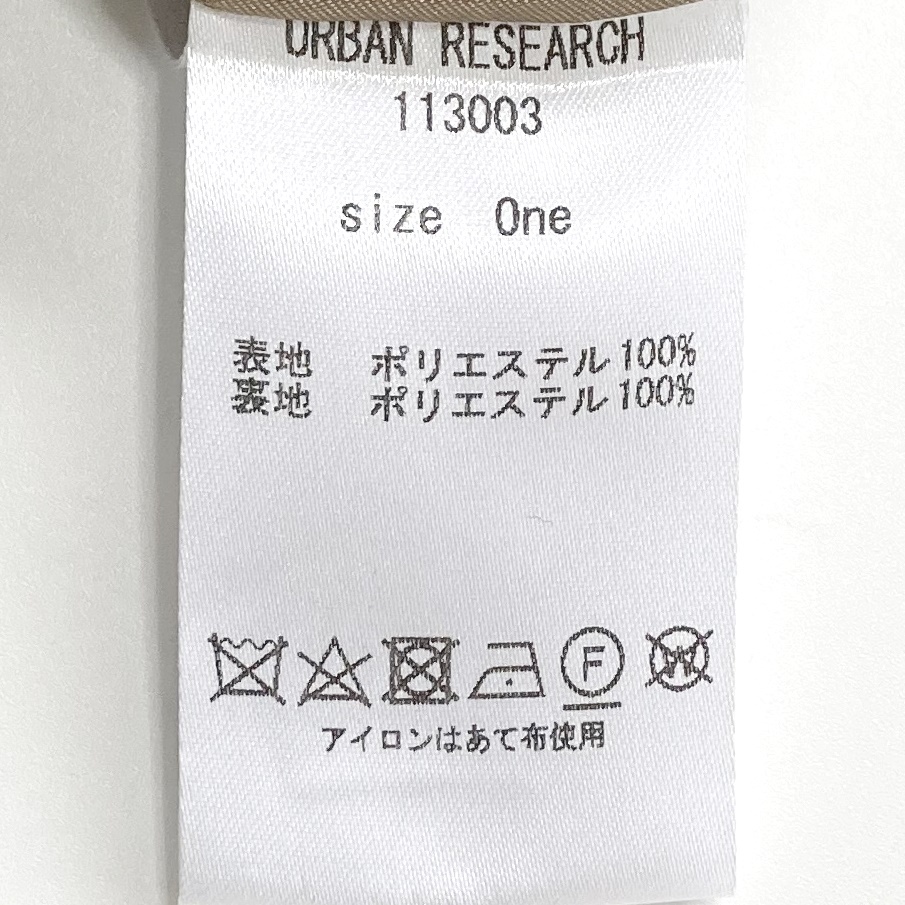 URBAN RESEARCH
113003
size One
表地 ポリエステル100%
裏地 ポリエステル100%
F W
アイロンはあて布使用